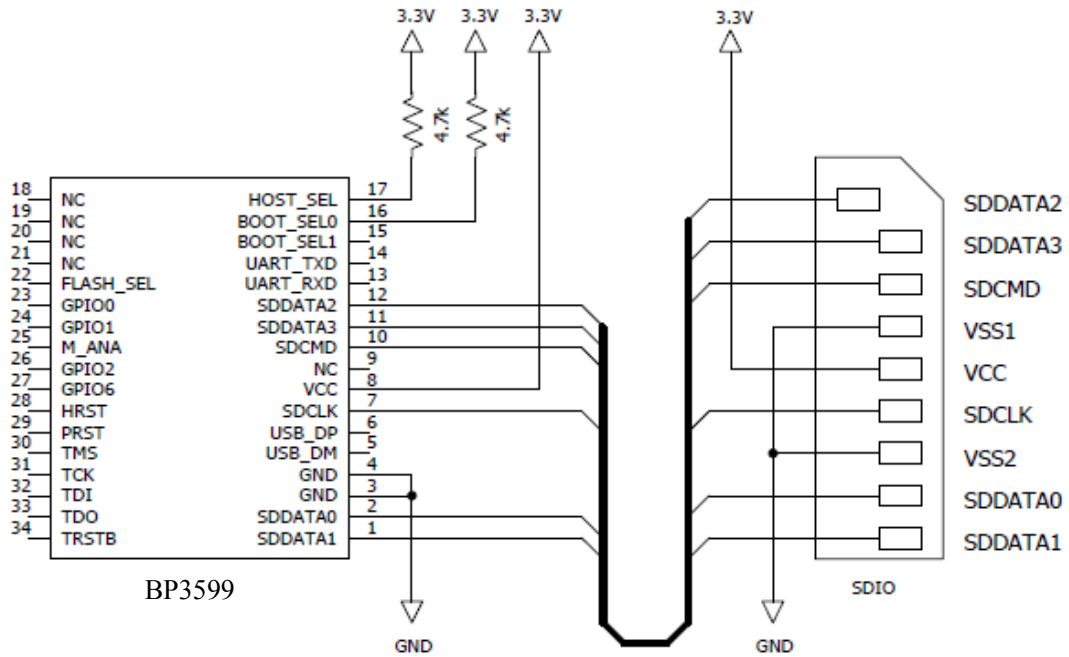 3.3V 3.3V 3.3V 3.3V
4.7k 4.7k
18 NC HOST_SEL 17
19 NC BOOT_SEL0 16
20 NC BOOT_SEL1 15
21 NC UART_TXD 14
22 FLASH_SEL UART_RXD 13
23 GPIO0 SDDATA2 12
24 GPIO1 SDDATA3 11
25 M_ANA SDCMD 10
26 GPIO2 NC 9
27 GPIO6 VCC 8
28 HRST SDCLK 7
29 PRST USB_DP 6
30 TMS USB_DM 5
31 TCK GND 4
32 TDI GND 3
33 TDO SDDATA0 2
34 TRSTB SDDATA1 1
BP3599
GND
SDDATA2
SDDATA3
SDCMD
VSS1
VCC
SDCLK
VSS2
SDDATA0
SDDATA1
SDIO
GND